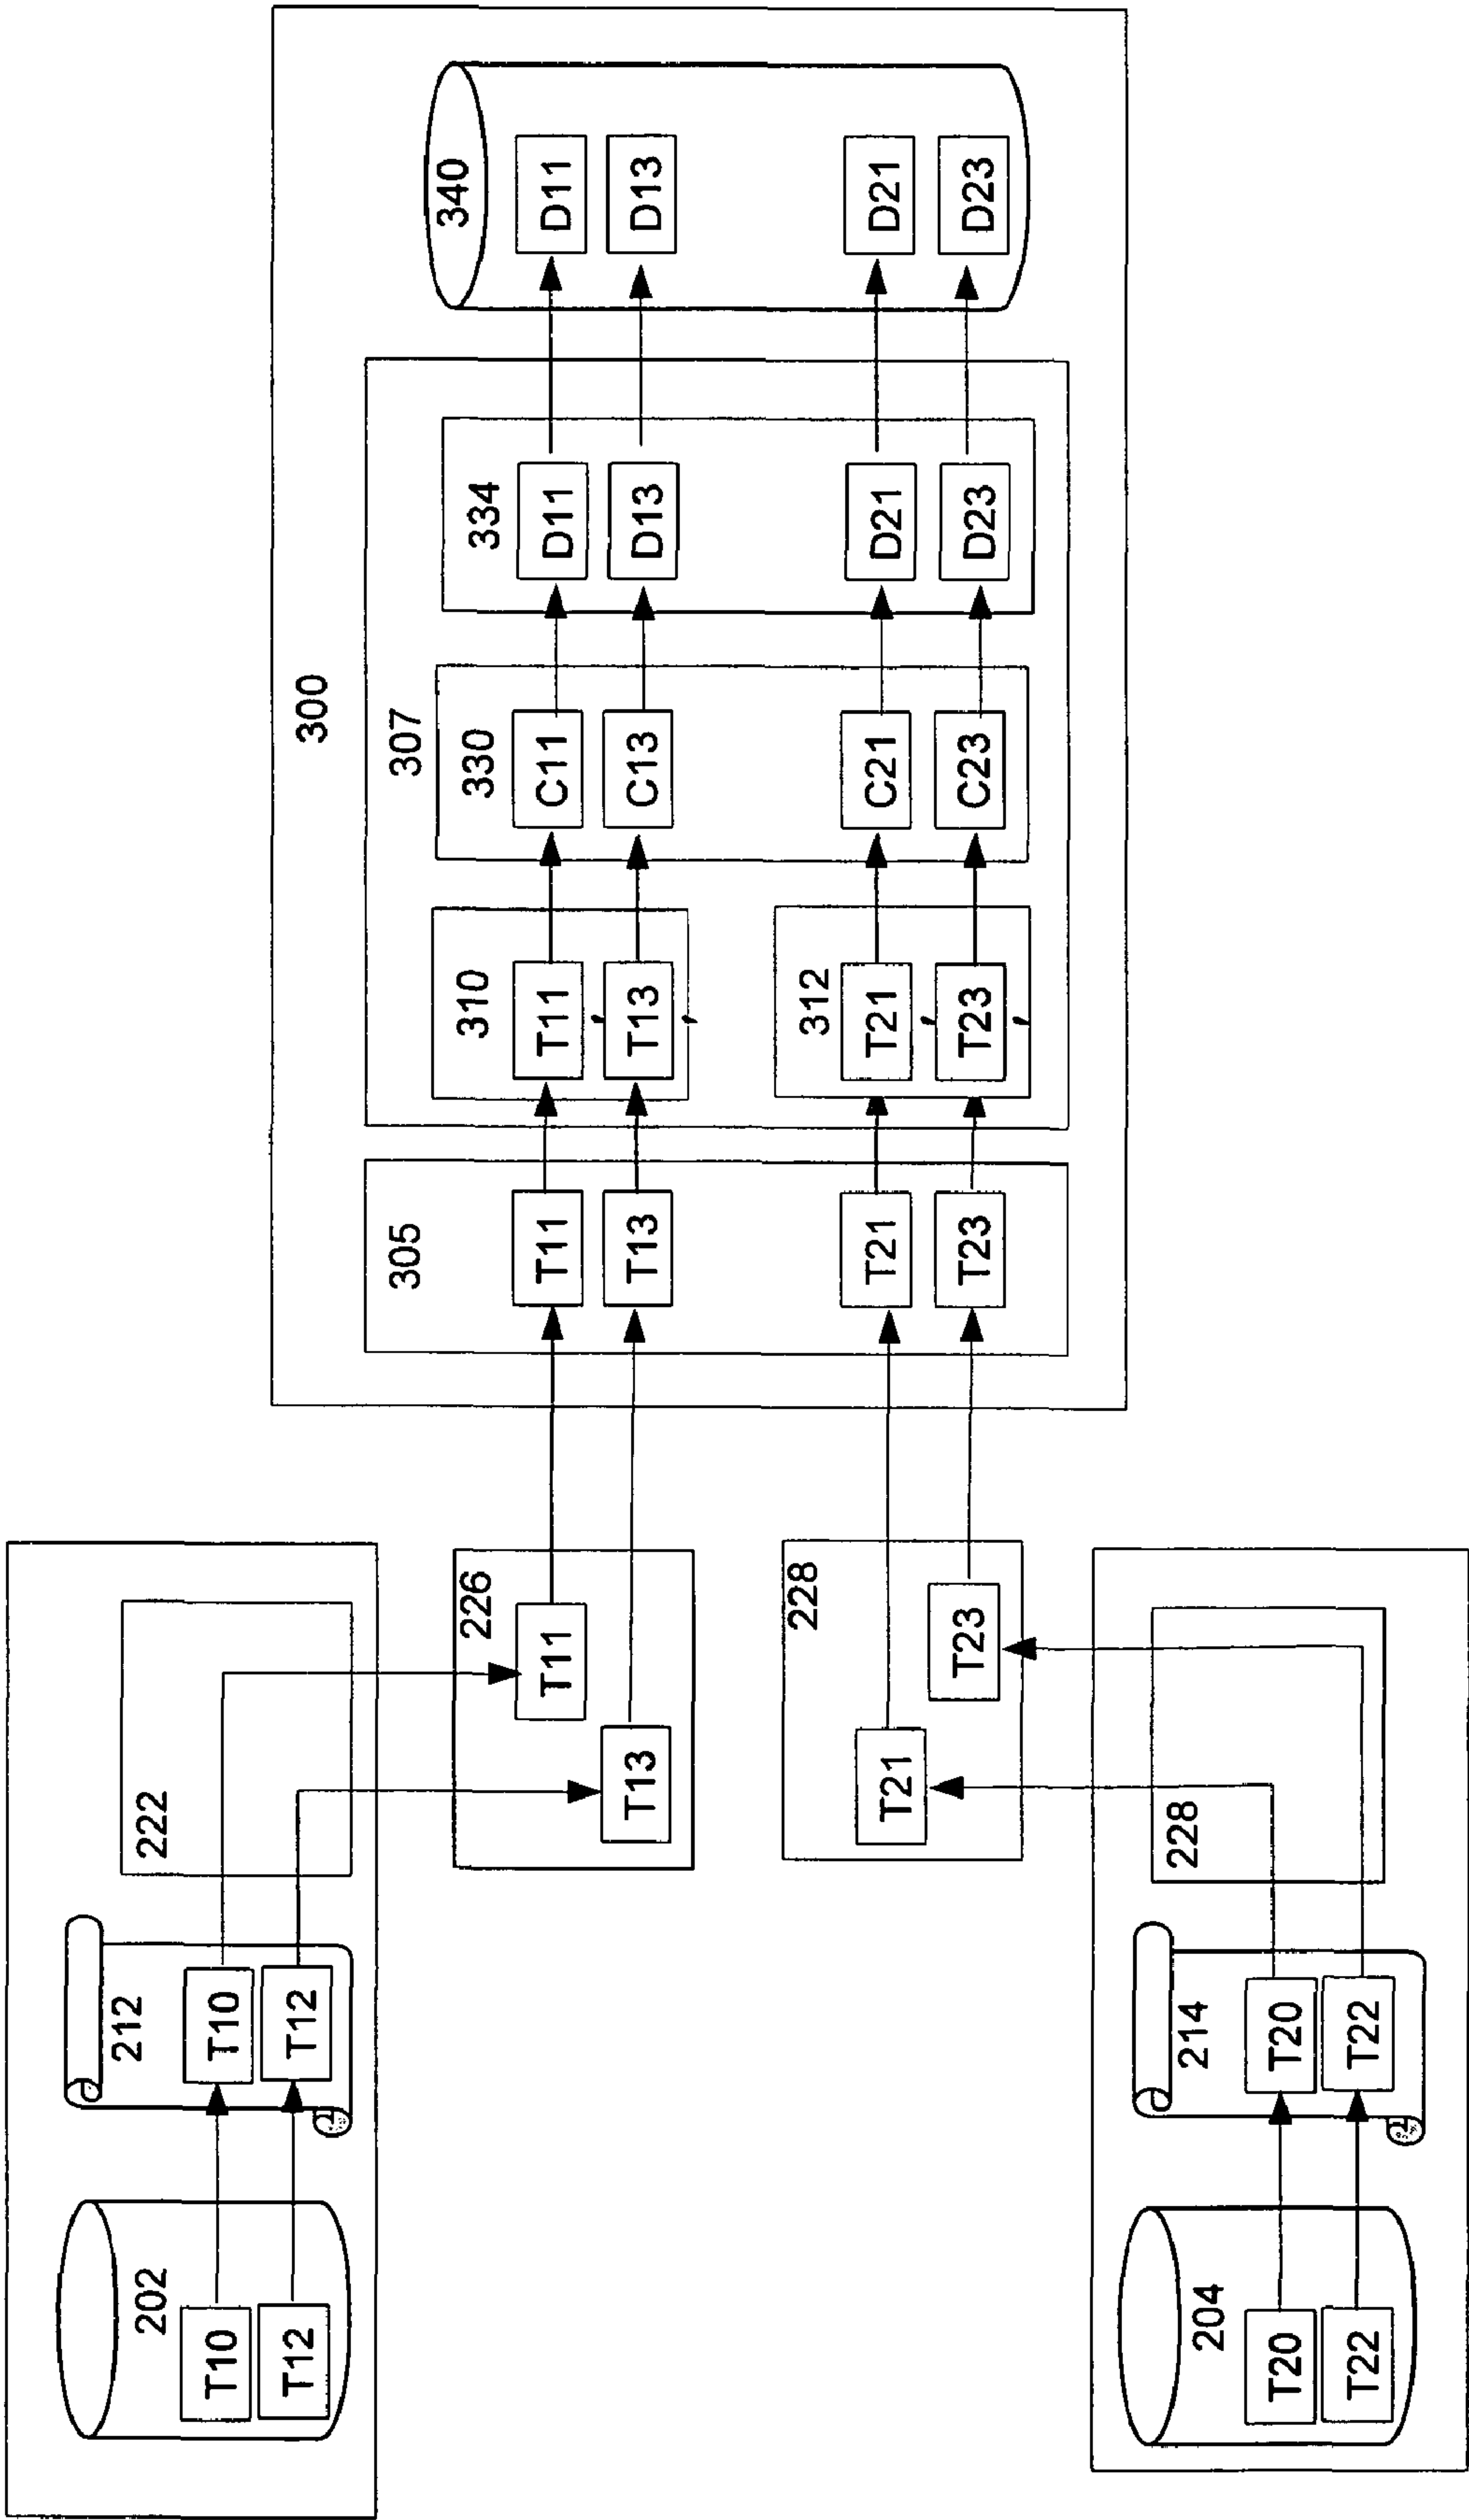 202
T10
T12
212
T10
T12
222
226
T11
T13
204
T20
T22
214
T20
T22
228
228
T21
T23
300
305
T11
T13
T21
T23
307
310
T11
'
T13
'
312
T21
'
T23
'
330
C11
C13
C21
C23
334
D11
D13
D21
D23
340
D11
D13
D21
D23